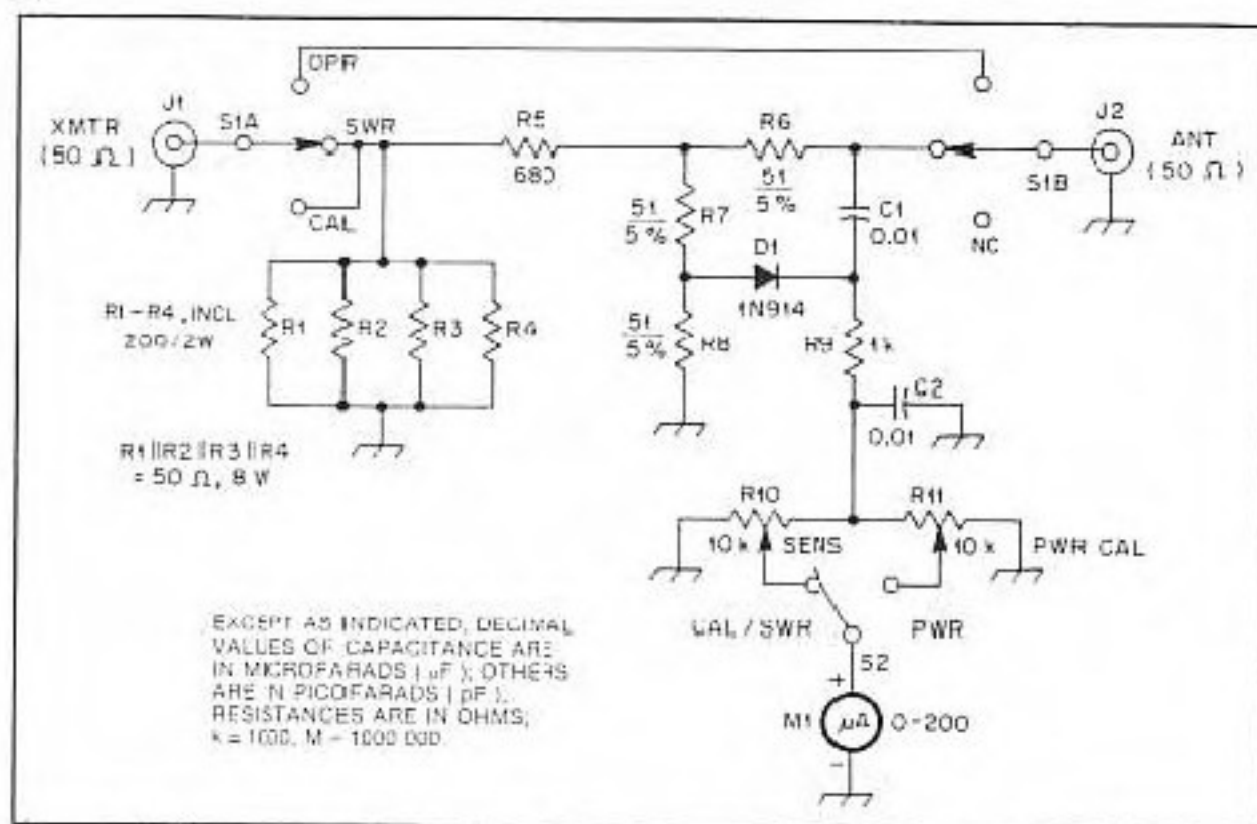 OPR
J1
XMTR
(50 Ω)
S1A
SWR
CAL
R5
680
R6
51
5%
J2
ANT
(50 Ω)
S1B
NC
51
5%
R7
C1
0.01
D1
1N914
R1-R4, INCL
200/2W
R1
R2
R3
R4
51
5%
R8
R9
1k
C2
0.01
R1||R2||R3||R4
= 50 Ω, 8 W
R10
10k
SENS
R11
10k
PWR CAL
CAL/SWR
PWR
S2
+
M1
μA
0-200
-
EXCEPT AS INDICATED, DECIMAL
VALUES OF CAPACITANCE ARE
IN MICROFARADS (μF); OTHERS
ARE IN PICOFARADS (pF).
RESISTANCES ARE IN OHMS;
k = 1000, M = 1000 000.